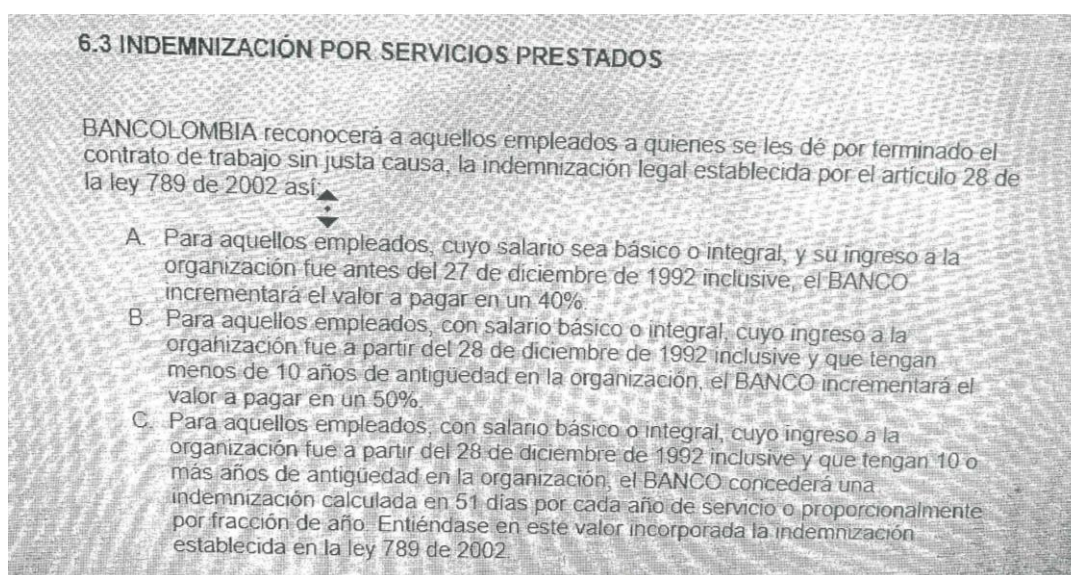 6.3 INDEMNIZACIÓN POR SERVICIOS PRESTADOS
BANCOLOMBIA reconocerá a aquellos empleados a quienes se les dé por terminado el
contrato de trabajo sin justa causa, la indemnización legal establecida por el artículo 28 de
la ley 789 de 2002 así:
A. Para aquellos empleados, cuyo salario sea básico o integral, y su ingreso a la
organización fue antes del 27 de diciembre de 1992 inclusive, el BANCO
incrementará el valor a pagar en un 40%.
B. Para aquellos empleados, con salario básico o integral, cuyo ingreso a la
organización fue a partir del 28 de diciembre de 1992 inclusive y que tengan
menos de 10 años de antigüedad en la organización, el BANCO incrementará el
valor a pagar en un 50%.
C. Para aquellos empleados, con salario básico o integral, cuyo ingreso a la
organización fue a partir del 28 de diciembre de 1992 inclusive y que tengan 10 o
más años de antigüedad en la organización, el BANCO concederá una
indemnización calculada en 51 días por cada año de servicio o proporcionalmente
por fracción de año. Entiéndase en este valor incorporada la indemnización
establecida en la ley 789 de 2002.